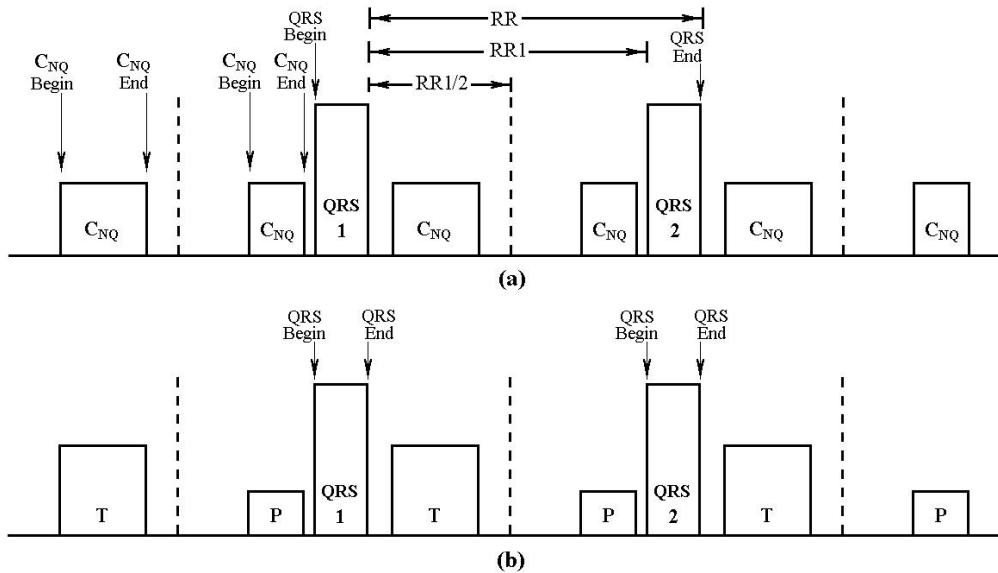 QRS
Begin
RR
RR1
RR1/2
QRS
End
C_NQ
Begin
C_NQ
End
C_NQ
Begin
C_NQ
End
C_NQ
C_NQ
QRS
1
C_NQ
C_NQ
QRS
2
C_NQ
C_NQ
(a)
QRS
Begin
QRS
End
QRS
Begin
QRS
End
T
P
QRS
1
T
P
QRS
2
T
P
(b)